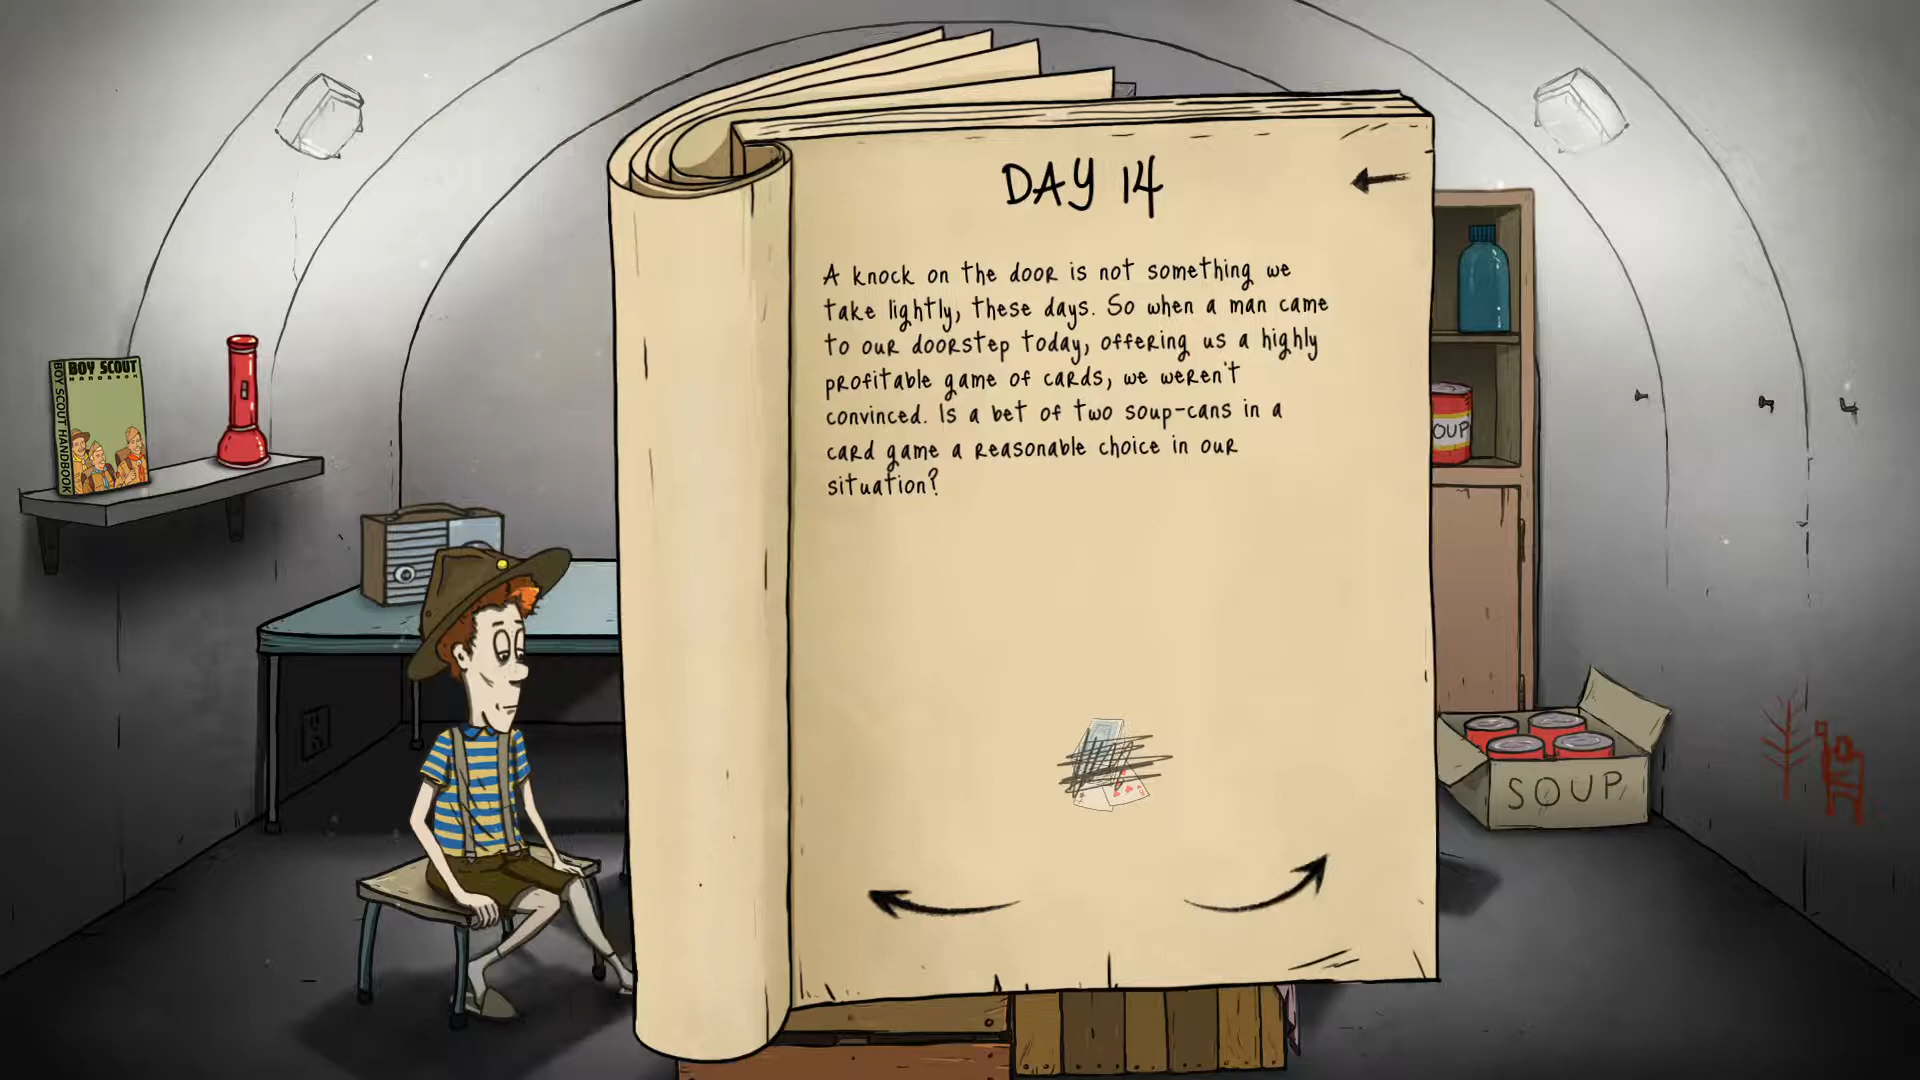 DAY 14
A knock on the door is not something we
take lightly, these days. So when a man came
to our doorstep today, offering us a highly
profitable game of cards, we weren't
convinced. Is a bet of two soup-cans in a
card game a reasonable choice in our
situation?
BOY SCOUT
HANDBOOK
BOY SCOUT HANDBOOK
OUP
SOUP